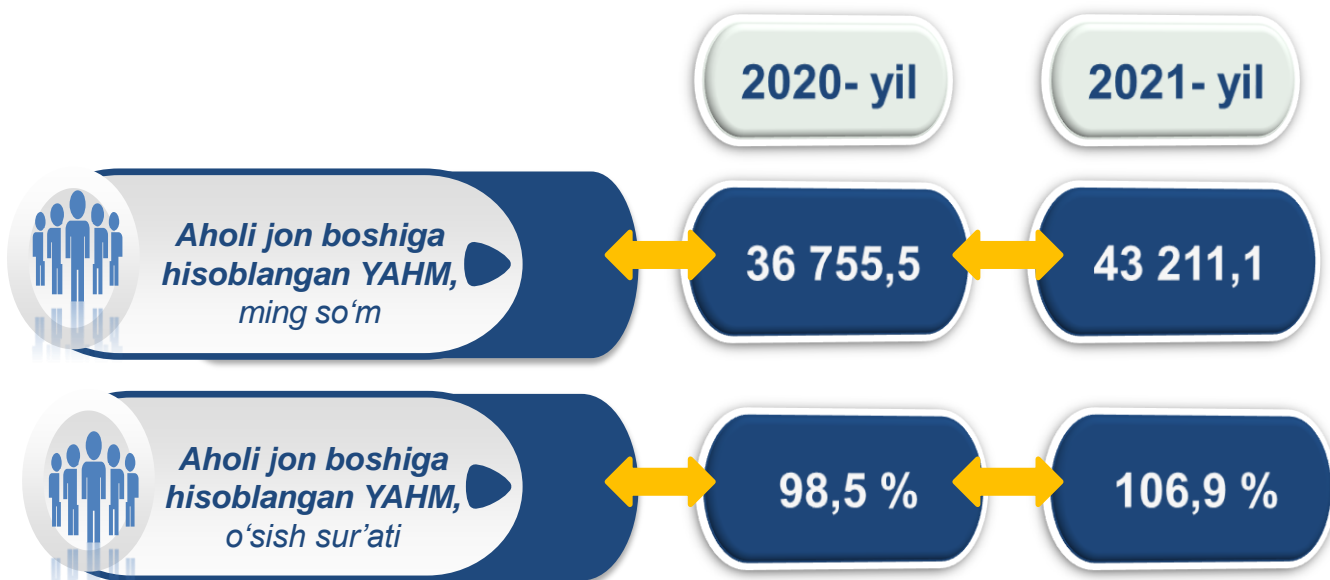 2020- yil
2021- yil
Aholi jon boshiga
hisoblangan YAHM,
ming so‘m
36 755,5
43 211,1
Aholi jon boshiga
hisoblangan YAHM,
o‘sish sur’ati
98,5 %
106,9 %